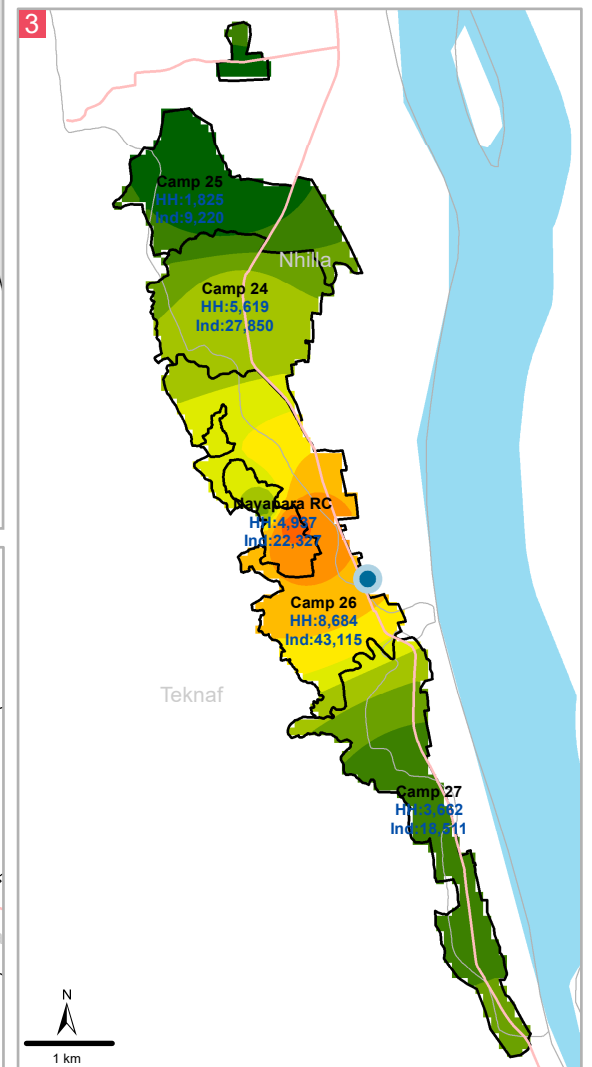 3
Camp 25
HH:1,825
Ind:9,220
Nhilla
Camp 24
HH:5,619
Ind:27,850
Nayapara RC
HH:4,937
Ind:22,327
Camp 26
HH:8,684
Ind:43,115
Teknaf
Camp 27
HH:3,662
Ind:18,511
N
1 km